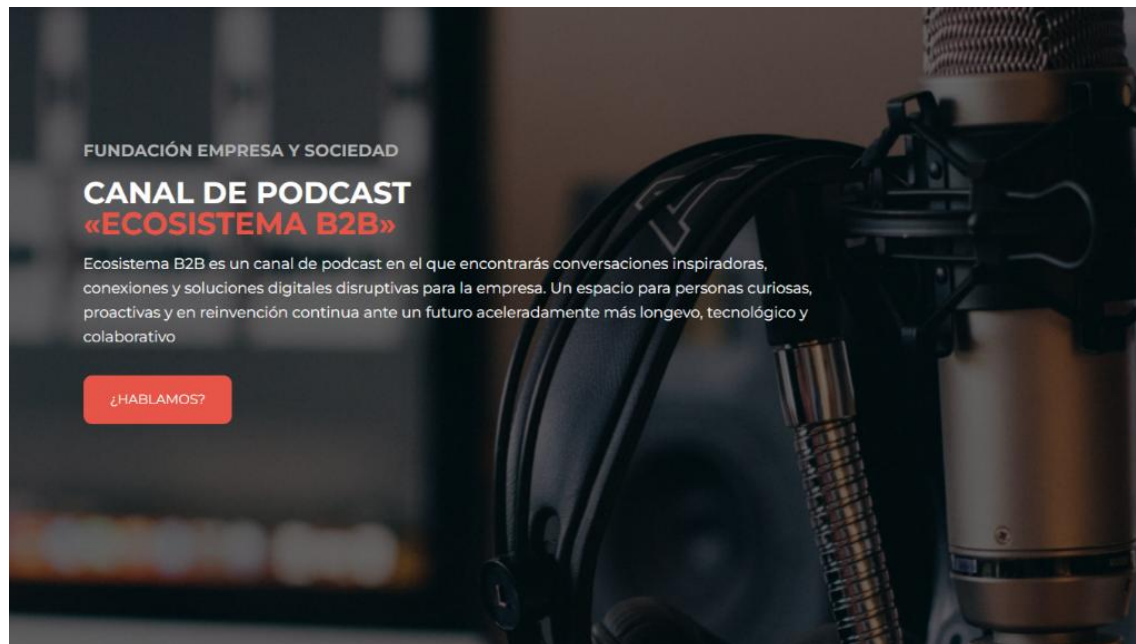 FUNDACIÓN EMPRESA Y SOCIEDAD
CANAL DE PODCAST
«ECOSISTEMA B2B»
Ecosistema B2B es un canal de podcast en el que encontrarás conversaciones inspiradoras,
conexiones y soluciones digitales disruptivas para la empresa. Un espacio para personas curiosas,
proactivas y en reinvención continua ante un futuro aceleradamente más longevo, tecnológico y
colaborativo
¿HABLAMOS?
L